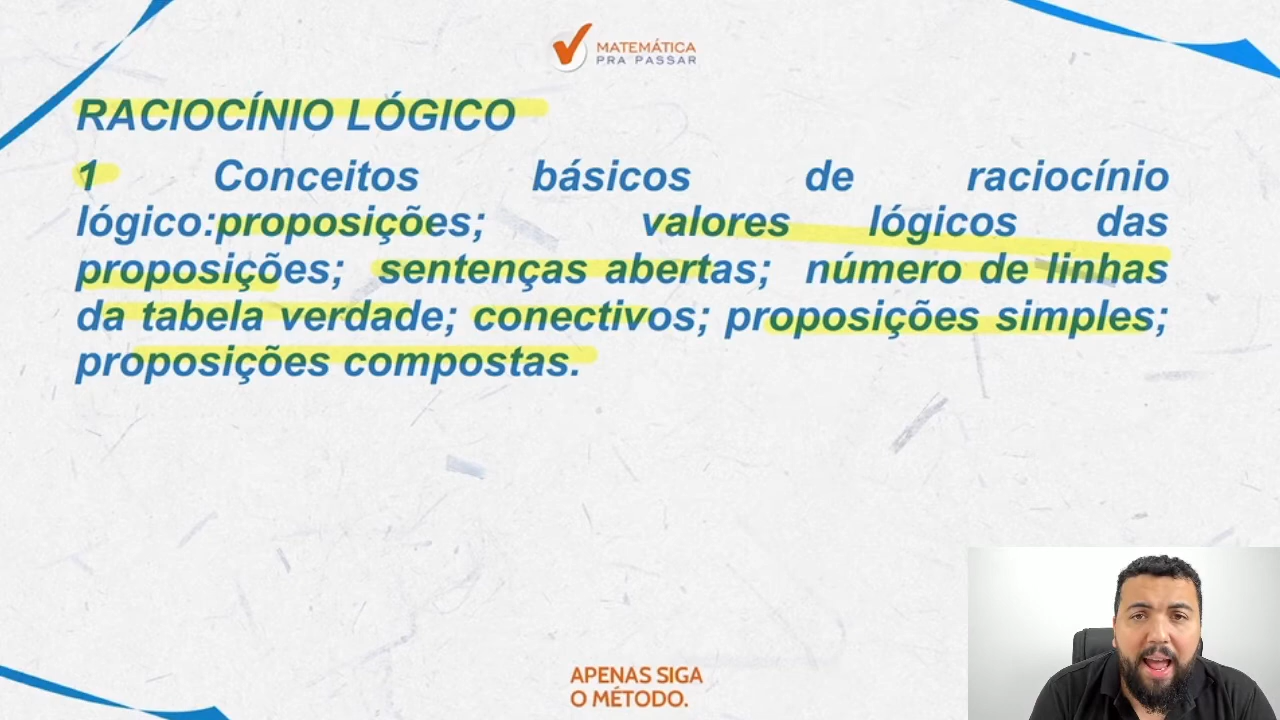 MATEMÁTICA
PRA PASSAR
RACIOCÍNIO LÓGICO
1 Conceitos básicos de raciocínio
lógico:proposições; valores lógicos das
proposições; sentenças abertas; número de linhas
da tabela verdade; conectivos; proposições simples;
proposições compostas.
APENAS SIGA
O MÉTODO.